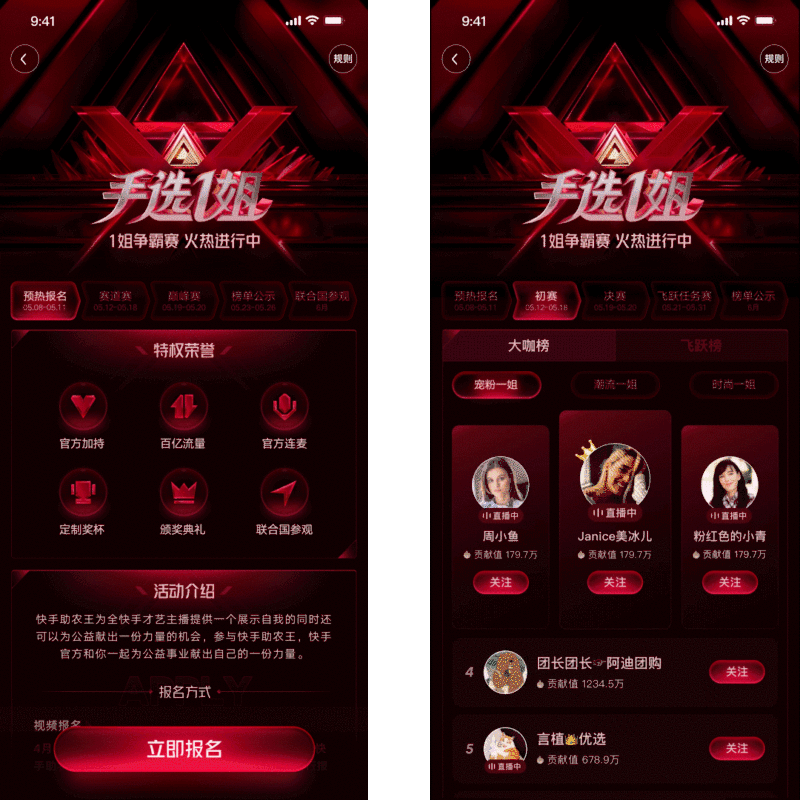 9:41
规则
手选1姐
1姐争霸赛 火热进行中
预热报名
05.08-05.11
赛道赛
05.12-05.18
巅峰赛
05.19-05.20
榜单公示
05.23-05.28
联合国参观
6月
特权荣誉
官方加持
百亿流量
官方连麦
定制奖杯
颁奖典礼
联合国参观
活动介绍
快手助农王为全快手才艺主播提供一个展示自我的同时还
可以为公益献出一份力量的机会，参与快手助农王，快手
官方和你一起为公益事业献出自己的一份力量。
APPLY
报名方式
视频报名
立即报名
9:41
规则
手选1姐
1姐争霸赛 火热进行中
预热报名
05.08-05.11
初赛
05.12-05.18
决赛
05.19-05.20
飞跃任务赛
05.21-05.31
榜单公示
6月
大咖榜
飞跃榜
宠粉一姐
潮流一姐
时尚一姐
直播中
周小鱼
贡献值 179.7万
关注
直播中
Janice美冰儿
贡献值 179.7万
关注
直播中
粉红色的小青
贡献值 179.7万
关注
4
团长团长👉阿迪团购
贡献值 1234.5万
关注
5
直播中
言植👑优选
贡献值 678.9万
关注